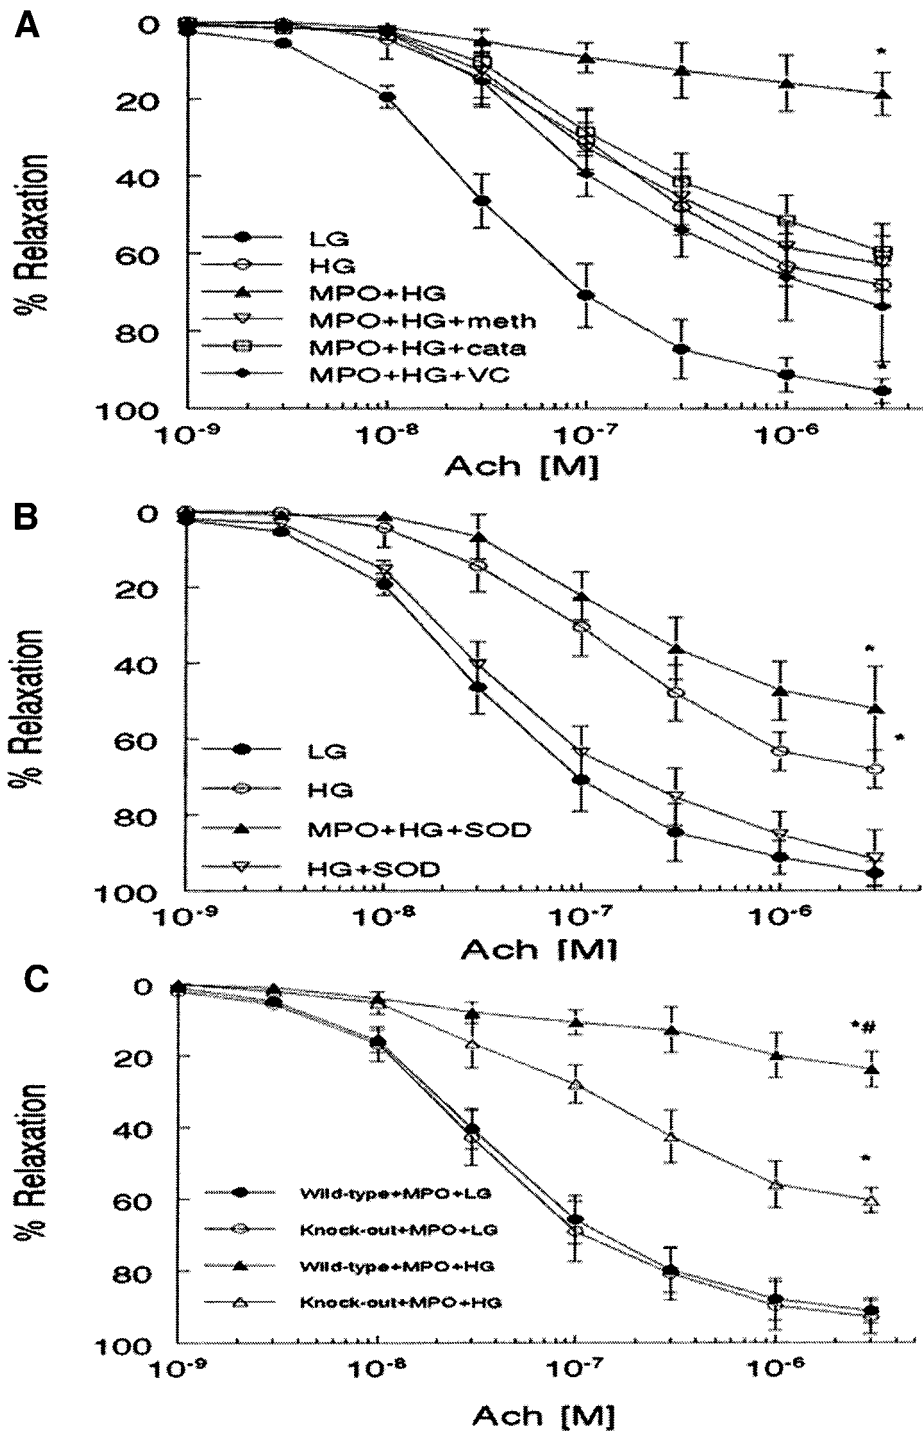 A
0
20
40
60
80
100
% Relaxation
LG
HG
MPO+HG
MPO+HG+meth
MPO+HG+cata
MPO+HG+VC
*
*
10-9
10-8
10-7
10-6
Ach [M]
B
0
20
40
60
80
100
% Relaxation
LG
HG
MPO+HG+SOD
HG+SOD
*
*
10-9
10-8
10-7
10-6
Ach [M]
C
0
20
40
60
80
100
% Relaxation
Wild-type+MPO+LG
Knock-out+MPO+LG
Wild-type+MPO+HG
Knock-out+MPO+HG
*#
*
10-9
10-8
10-7
10-6
Ach [M]